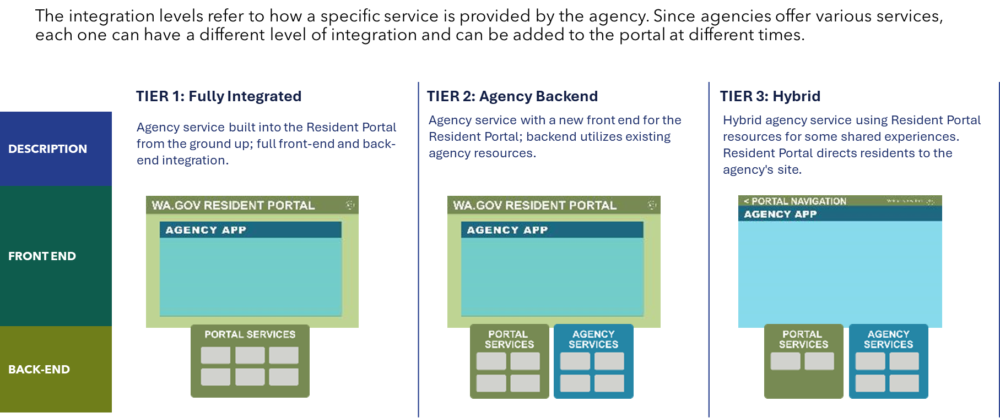 The integration levels refer to how a specific service is provided by the agency. Since agencies offer various services,
each one can have a different level of integration and can be added to the portal at different times.
TIER 1: Fully Integrated
TIER 2: Agency Backend
TIER 3: Hybrid
DESCRIPTION
Agency service built into the Resident Portal
from the ground up; full front-end and back-
end integration.
Agency service with a new front end for the
Resident Portal; backend utilizes existing
agency resources.
Hybrid agency service using Resident Portal
resources for some shared experiences.
Resident Portal directs residents to the
agency's site.
FRONT END
WA.GOV RESIDENT PORTAL
AGENCY APP
WA.GOV RESIDENT PORTAL
AGENCY APP
< PORTAL NAVIGATION
AGENCY APP
BACK-END
PORTAL SERVICES
PORTAL
SERVICES
AGENCY
SERVICES
PORTAL
SERVICES
AGENCY
SERVICES